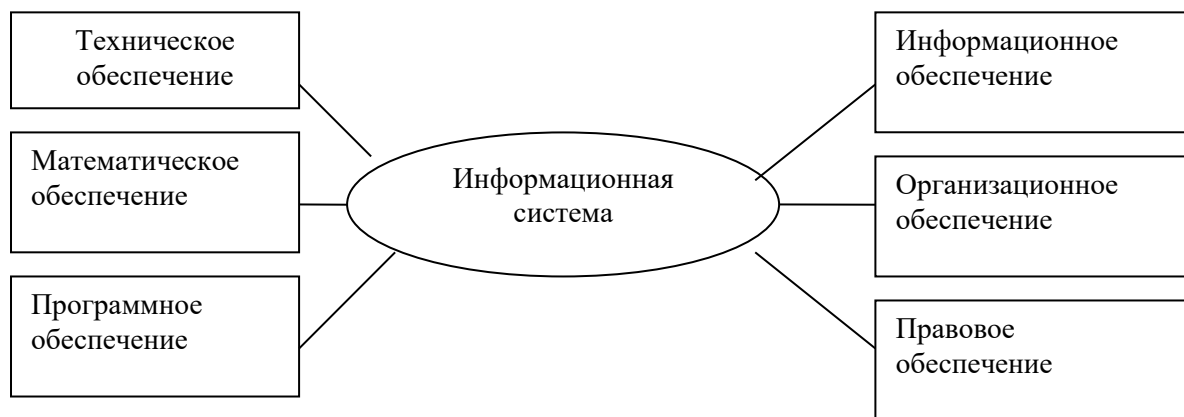 Техническое
обеспечение
Математическое
обеспечение
Программное
обеспечение
Информационная
система
Информационное
обеспечение
Организационное
обеспечение
Правовое
обеспечение